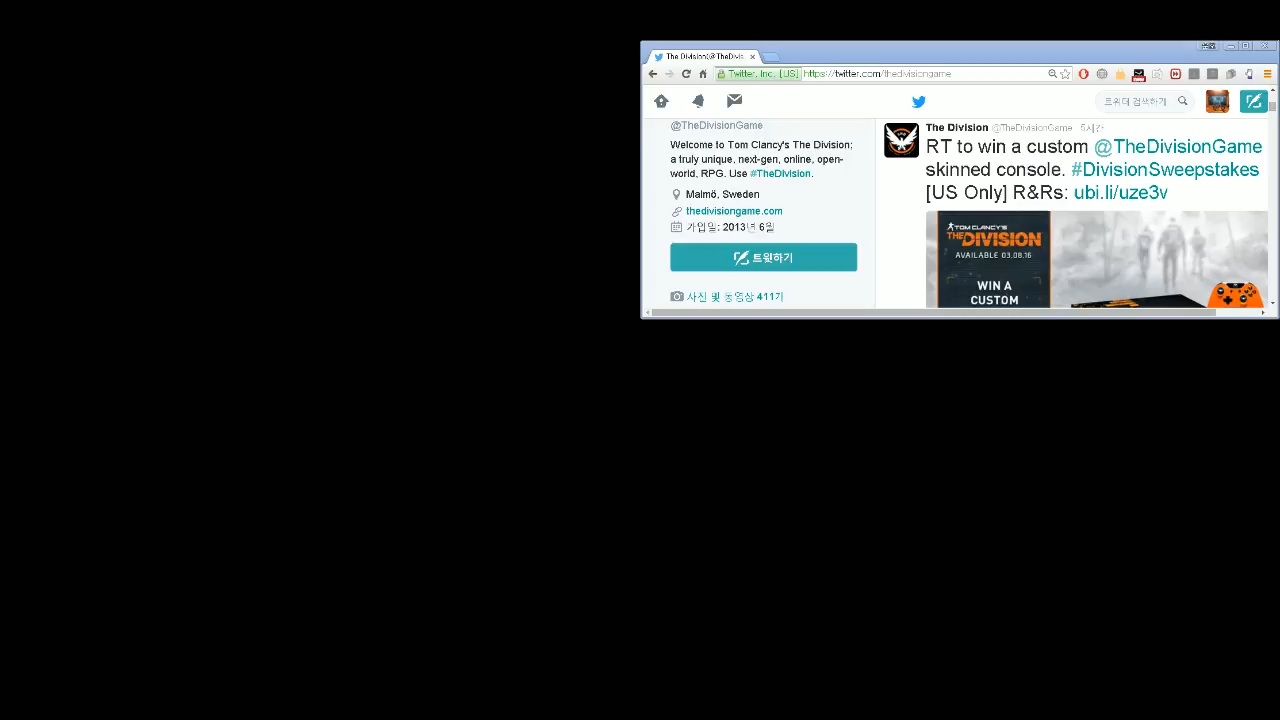 The Division(@TheDivis
Twitter, Inc. [US]
https://twitter.com/thedivisiongame
트위터 검색하기
@TheDivisionGame
Welcome to Tom Clancy's The Division;
a truly unique, next-gen, online, open-
world, RPG. Use #TheDivision.
Malmö, Sweden
thedivisiongame.com
가입일: 2013년 6월
트윗하기
사진 및 동영상 411개
The Division @TheDivisionGame 5시간
RT to win a custom @TheDivisionGame
skinned console. #DivisionSweepstakes
[US Only] R&Rs: ubi.li/uze3v
TOM CLANCY'S
THE DIVISION
AVAILABLE 03.08.16
WIN A
CUSTOM